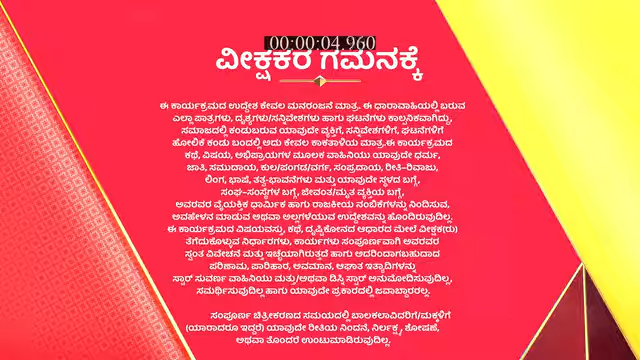 00:00:04.960
ವೀಕ್ಷಕರ ಗಮನಕ್ಕೆ
ಈ ಕಾರ್ಯಕ್ರಮದ ಉದ್ದೇಶ ಕೇವಲ ಮನರಂಜನೆ ಮಾತ್ರ. ಈ ಧಾರಾವಾಹಿಯಲ್ಲಿ ಬರುವ
ಎಲ್ಲಾ ಪಾತ್ರಗಳು, ದೃಶ್ಯಗಳು/ಸನ್ನಿವೇಶಗಳು ಹಾಗು ಘಟನೆಗಳು ಕಾಲ್ಪನಿಕವಾಗಿದ್ದು,
ಸಮಾಜದಲ್ಲಿ ಕಂಡುಬರುವ ಯಾವುದೇ ವ್ಯಕ್ತಿಗೆ, ಸನ್ನಿವೇಶಗಳಿಗೆ, ಘಟನೆಗಳಿಗೆ
ಹೋಲಿಕೆ ಕಂಡು ಬಂದಲ್ಲಿ ಅದು ಕೇವಲ ಕಾಕತಾಳಿಯ ಮಾತ್ರ.ಈ ಕಾರ್ಯಕ್ರಮದ
ಕಥೆ, ವಿಷಯ, ಅಭಿಪ್ರಾಯಗಳ ಮೂಲಕ ವಾಹಿನಿಯು ಯಾವುದೇ ಧರ್ಮ,
ಜಾತಿ, ಸಮುದಾಯ, ಕುಲ/ಪಂಗಡ/ವರ್ಗ, ಸಂಪ್ರದಾಯ, ರೀತಿ-ರಿವಾಜು,
ಲಿಂಗ, ಭಾಷೆ, ತತ್ವ-ಭಾವನೆಗಳು ಮತ್ತು ಯಾವುದೇ ಸ್ಥಳದ ಬಗ್ಗೆ,
ಸಂಘ-ಸಂಸ್ಥೆಗಳ ಬಗ್ಗೆ, ಜೀವಂತ/ಮೃತ ವ್ಯಕ್ತಿಯ ಬಗ್ಗೆ,
ಅವರವರ ವೈಯಕ್ತಿಕ ಧಾರ್ಮಿಕ ಹಾಗು ರಾಜಕೀಯ ನಂಬಿಕೆಗಳನ್ನು ನಿಂದಿಸುವ,
ಅವಹೇಳನ ಮಾಡುವ ಅಥವಾ ಅಲ್ಲಗಳೆಯುವ ಉದ್ದೇಶವನ್ನು ಹೊಂದಿರುವುದಿಲ್ಲ.
ಈ ಕಾರ್ಯಕ್ರಮದ ವಿಷಯವಸ್ತು, ಕಥೆ, ದೃಷ್ಟಿಕೋನದ ಆಧಾರದ ಮೇಲೆ ವೀಕ್ಷಕ(ರು)
ತೆಗೆದುಕೊಳ್ಳುವ ನಿರ್ಧಾರಗಳು, ಕಾರ್ಯಗಳು ಸಂಪೂರ್ಣವಾಗಿ ಅವರವರ
ಸ್ವಂತ ವಿವೇಚನೆ ಮತ್ತು ಇಚ್ಛೆಯಾಗಿರುತ್ತದೆ ಹಾಗು ಅದರಿಂದಾಗಬಹುದಾದ
ಪರಿಣಾಮ, ಪಾರಿಹಾರ, ಅವಮಾನ, ಆಘಾತ ಇತ್ಯಾದಿಗಳನ್ನು
ಸ್ಟಾರ್ ಸುವರ್ಣ ವಾಹಿನಿಯು ಮತ್ತು/ಅಥವಾ ಡಿಸ್ನಿ ಸ್ಟಾರ್ ಅನುಮೋದಿಸುವುದಿಲ್ಲ,
ಸಮರ್ಥಿಸುವುದಿಲ್ಲ ಹಾಗು ಯಾವುದೇ ಪ್ರಕಾರದಲ್ಲಿ ಜವಾಬ್ದಾರರಲ್ಲ.
ಸಂಪೂರ್ಣ ಚಿತ್ರೀಕರಣದ ಸಮಯದಲ್ಲಿ ಬಾಲಕಲಾವಿದರಿಗೆ/ಮಕ್ಕಳಿಗೆ
(ಯಾರಾದರೂ ಇದ್ದರೆ) ಯಾವುದೇ ರೀತಿಯ ನಿಂದನೆ, ನಿರ್ಲಕ್ಷ್ಯ, ಶೋಷಣೆ,
ಅಥವಾ ತೊಂದರೆ ಉಂಟುಮಾಡಿರುವುದಿಲ್ಲ.